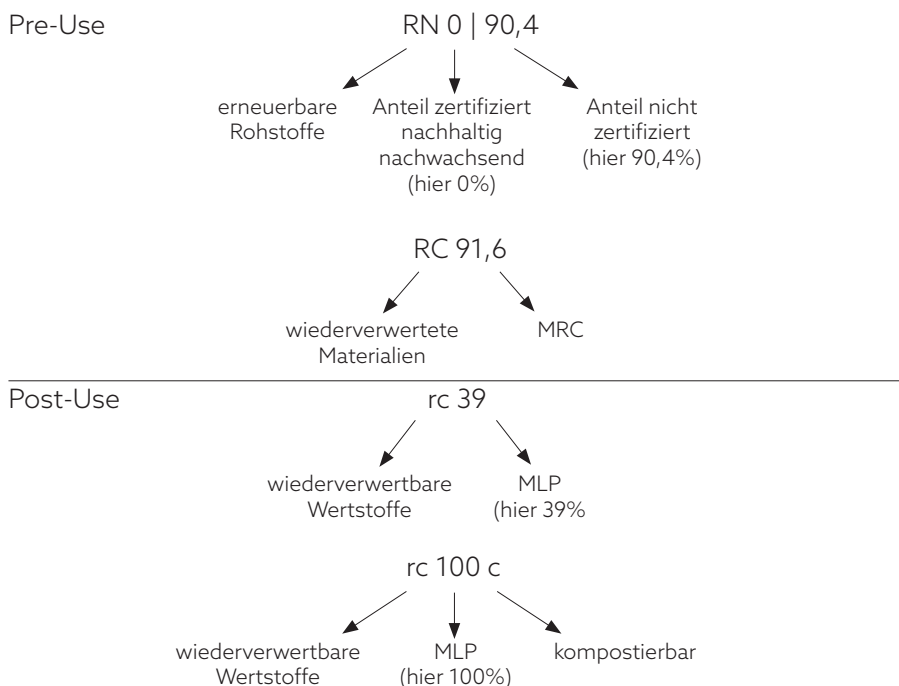 Pre-Use
RN 0 | 90,4
erneuerbare
Rohstoffe
Anteil zertifiziert
nachhaltig
nachwachsend
(hier 0%)
Anteil nicht
zertifiziert
(hier 90,4%)
RC 91,6
wiederverwertete
Materialien
MRC
Post-Use
rc 39
wiederverwertbare
Wertstoffe
MLP
(hier 39%
rc 100 c
wiederverwertbare
Wertstoffe
MLP
(hier 100%)
kompostierbar